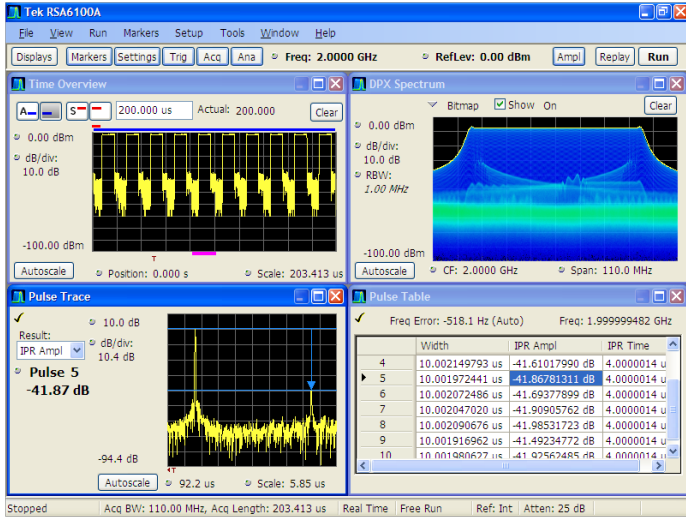 Tek RSA6100A
File View Run Markers Setup Tools Window Help
Displays Markers Settings Trig Acq Ana Freq: 2.0000 GHz RefLev: 0.00 dBm Ampl Replay Run
Time Overview
A S 200.000 us Actual: 200.000 Clear
0.00 dBm
dB/div:
10.0 dB
-100.00 dBm
T
Autoscale Position: 0.000 s Scale: 203.413 us
DPX Spectrum
Bitmap Show On Clear
0.00 dBm
dB/div:
10.0 dB
RBW:
1.00 MHz
-100.00 dBm
Autoscale CF: 2.0000 GHz Span: 110.0 MHz
Pulse Trace
Result:
IPR Ampl
Pulse 5
-41.87 dB
10.0 dB
dB/div:
10.4 dB
-94.4 dB
T
Autoscale 92.2 us Scale: 5.85 us
Pulse Table
Freq Error: -518.1 Hz (Auto) Freq: 1.999999482 GHz
Width IPR Ampl IPR Time
4 10.002149793 us -41.61017990 dB 4.0000014 u
5 10.001972441 us -41.86781311 dB 4.0000014 u
6 10.002072486 us -41.69377899 dB 4.0000014 u
7 10.002047020 us -41.90905762 dB 4.0000014 u
8 10.002090676 us -41.98531723 dB 4.0000014 u
9 10.001916962 us -41.49234772 dB 4.0000014 u
10 10.001980627 us -41.92562485 dB 4.0000014 u
Stopped Acq BW: 110.00 MHz, Acq Length: 203.413 us Real Time Free Run Ref: Int Atten: 25 dB